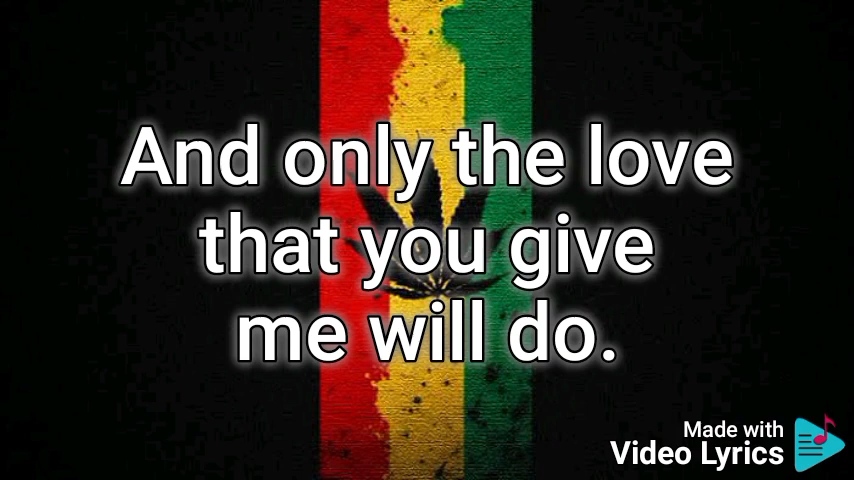 And only the love
that you give
me will do.
Made with
Video Lyrics